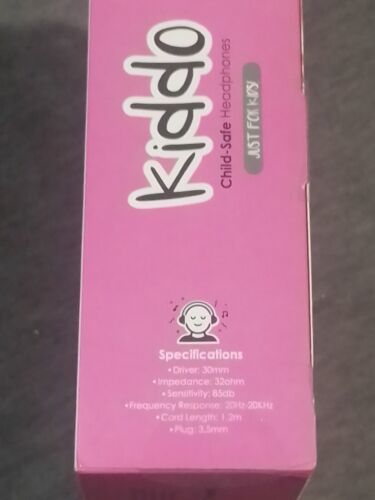 Kiddo
Child-Safe Headphones
JUST FOR KIDS!
Specifications
•Driver: 30mm
•Impedance: 32ohm
•Sensitivity: 85db
•Frequency Response: 20Hz-20KHz
•Cord Length: 1.2m
•Plug: 3.5mm